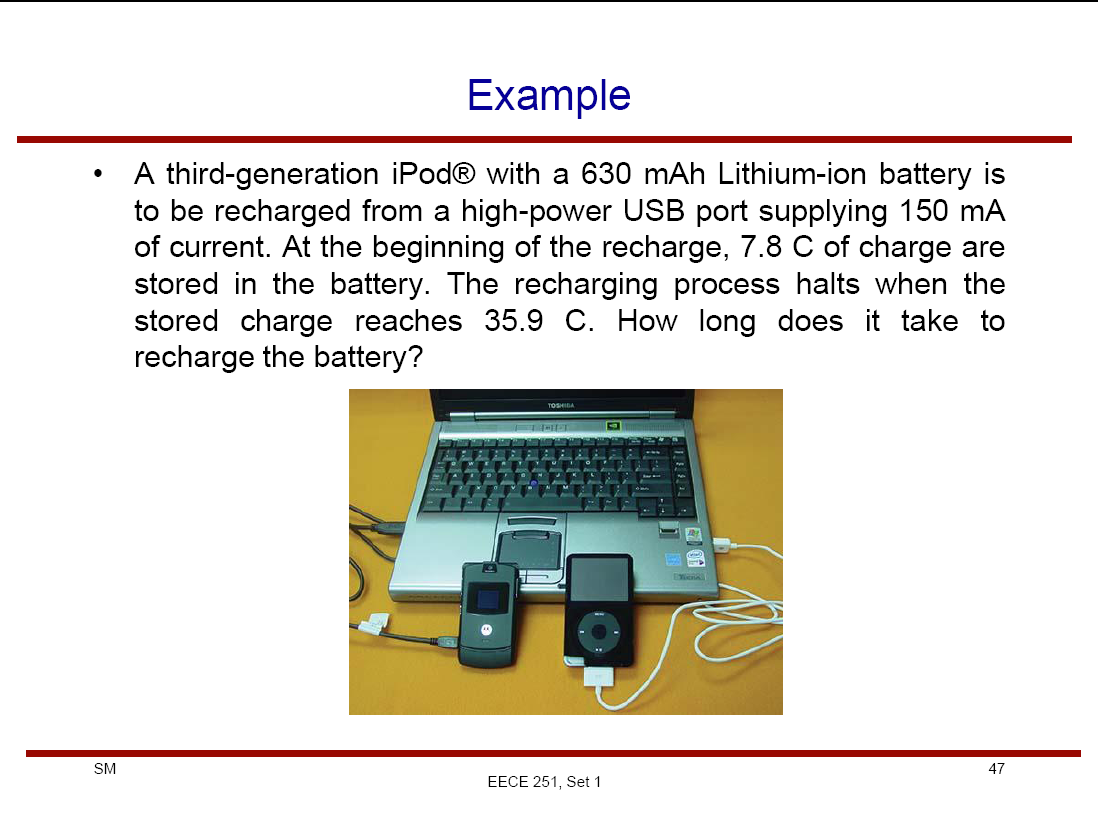 Example
• A third-generation iPod® with a 630 mAh Lithium-ion battery is
to be recharged from a high-power USB port supplying 150 mA
of current. At the beginning of the recharge, 7.8 C of charge are
stored in the battery. The recharging process halts when the
stored charge reaches 35.9 C. How long does it take to
recharge the battery?
TOSHIBA
SM
EECE 251, Set 1
47